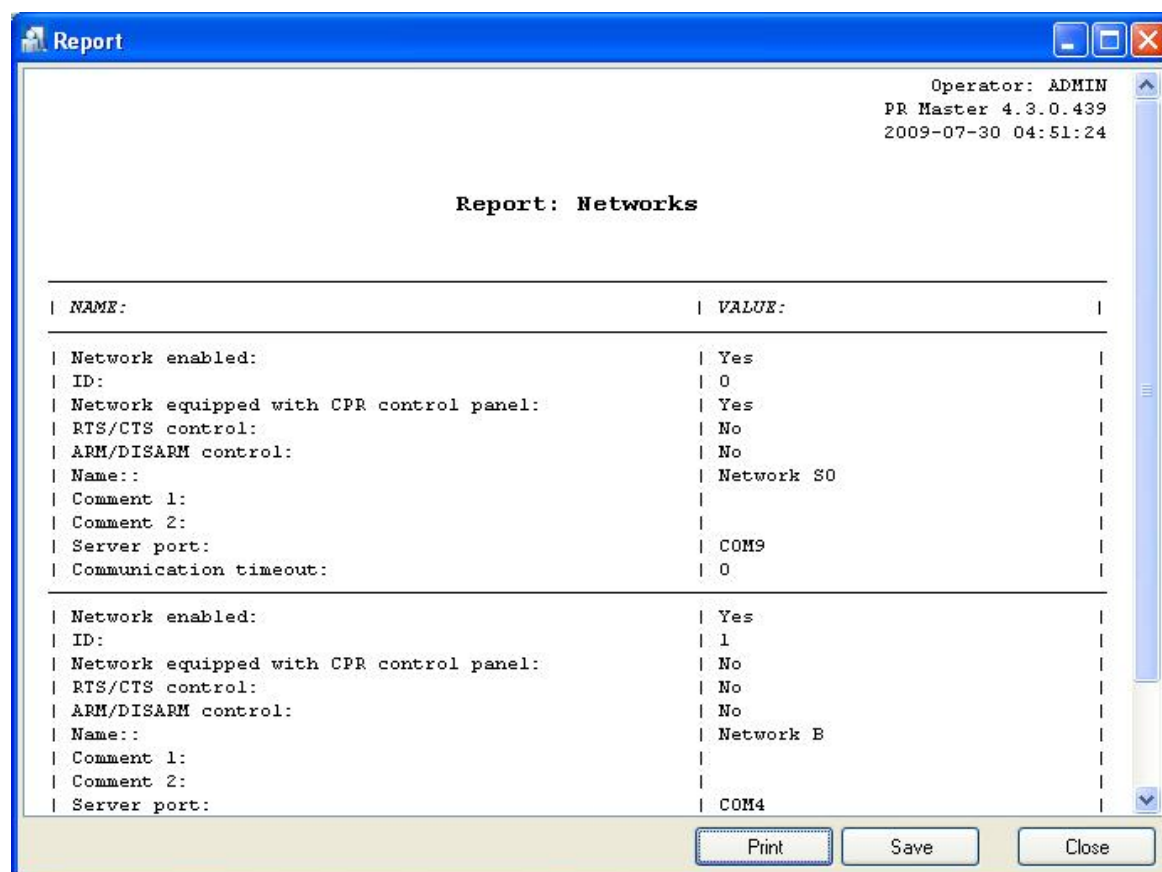 Report
Operator: ADMIN
PR Master 4.3.0.439
2009-07-30 04:51:24
Report: Networks
| NAME: | VALUE: |
| Network enabled: | Yes |
| ID: | 0 |
| Network equipped with CPR control panel: | Yes |
| RTS/CTS control: | No |
| ARM/DISARM control: | No |
| Name:: | Network S0 |
| Comment 1: | |
| Comment 2: | |
| Server port: | COM9 |
| Communication timeout: | 0 |
| Network enabled: | Yes |
| ID: | 1 |
| Network equipped with CPR control panel: | No |
| RTS/CTS control: | No |
| ARM/DISARM control: | No |
| Name:: | Network B |
| Comment 1: | |
| Comment 2: | |
| Server port: | COM4 |
Print Save Close